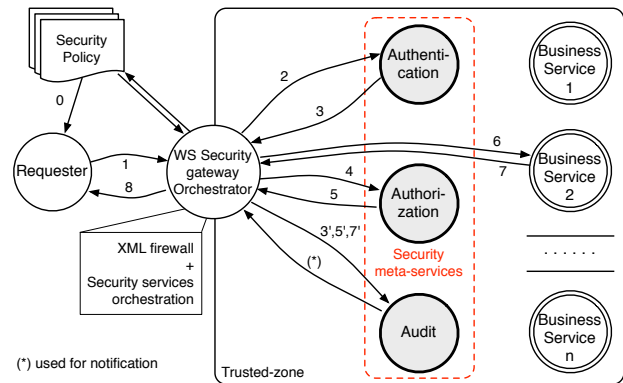 Security
Policy
0
Requester
1
8
WS Security
gateway
Orchestrator
XML firewall
+
Security services
orchestration
(*) used for notification
Trusted-zone
2
3
4
5
6
7
3',5',7'
(*)
Authenti-
cation
Authori-
zation
Security
meta-services
Audit
Business
Service
1
Business
Service
2
. . . . . .
Business
Service
n